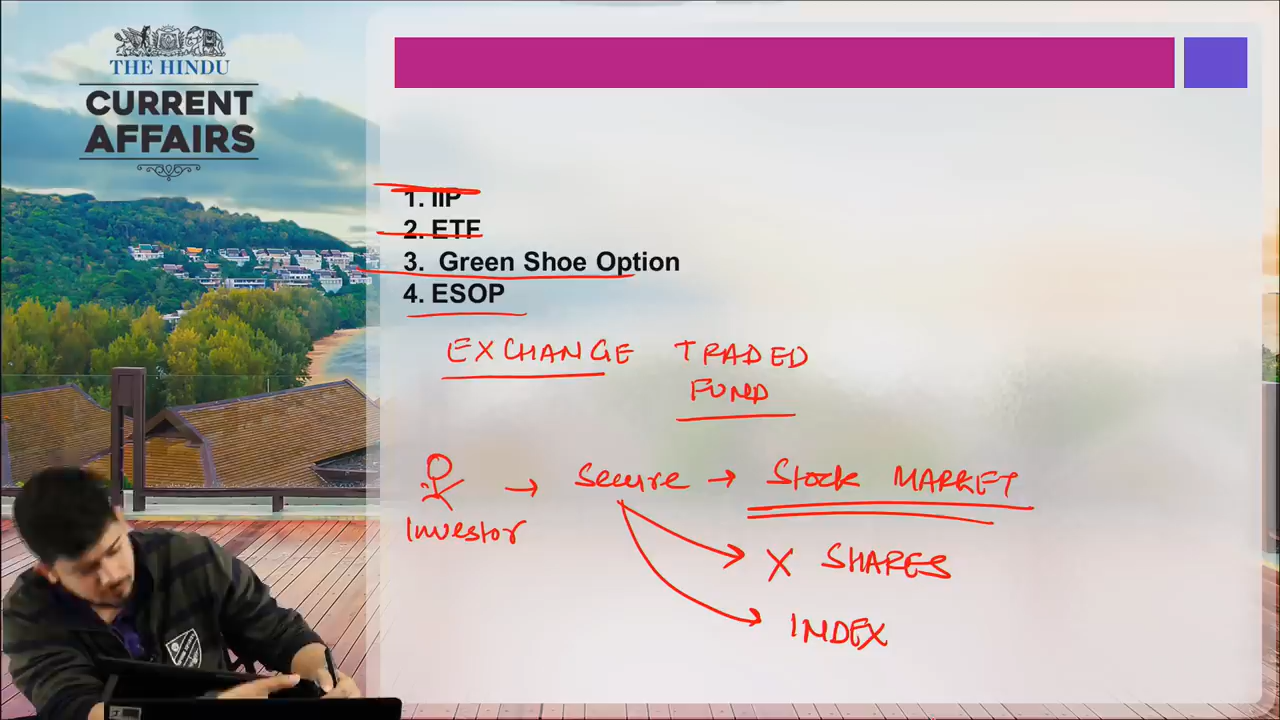 THE HINDU
CURRENT
AFFAIRS
1. IIP
2. ETF
3. Green Shoe Option
4. ESOP
EXCHANGE TRADED
FUND
Secure → Stock MARKET
Investor
X SHARES
INDEX